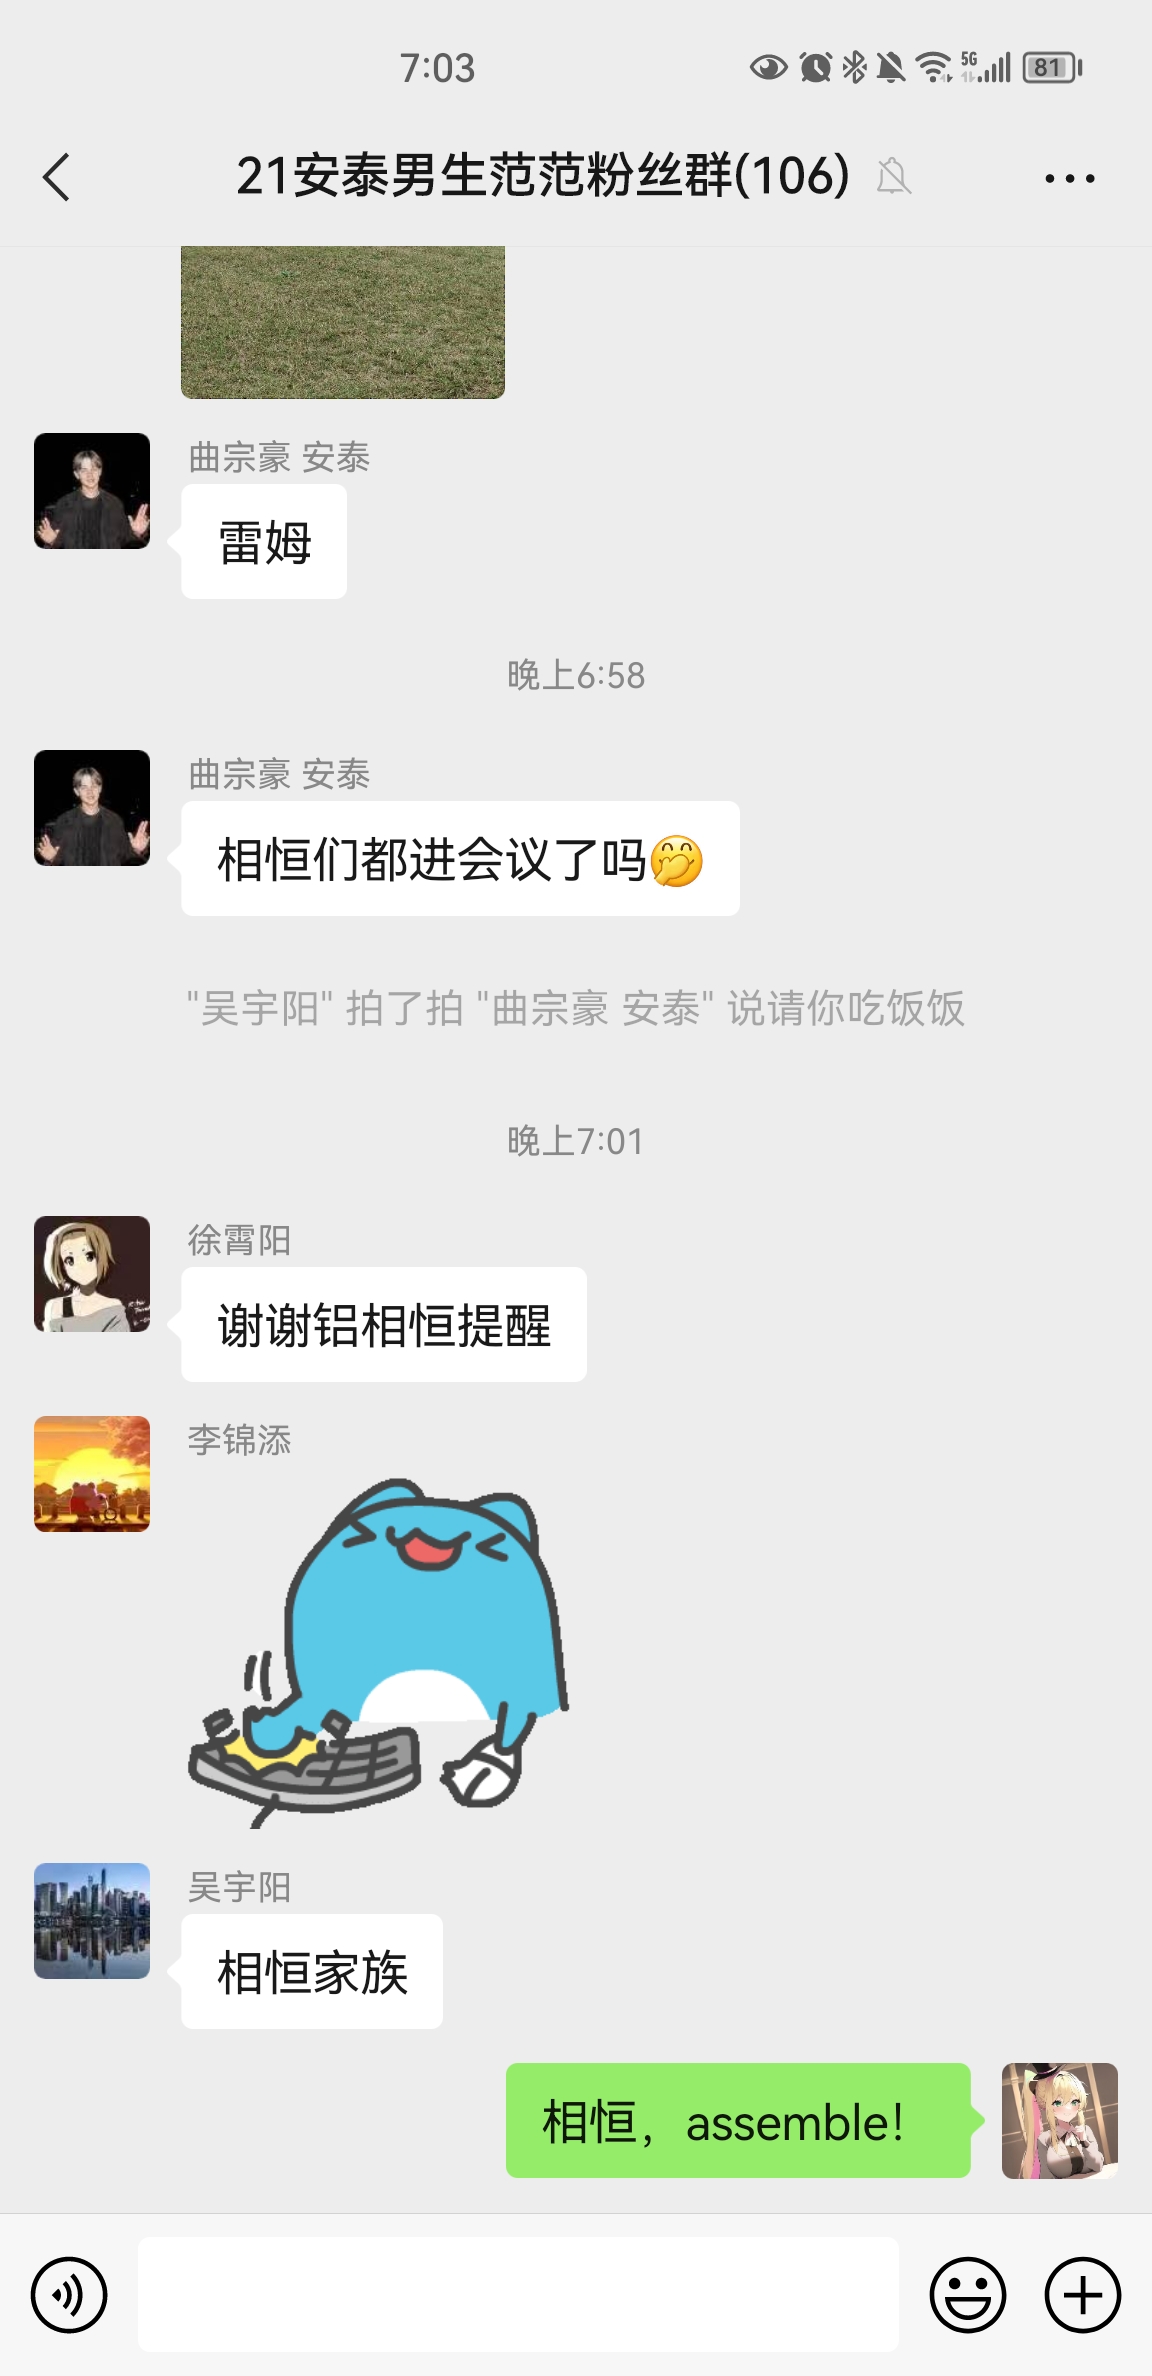 7:03
5G
81
21安泰男生范范粉丝群(106)
曲宗豪 安泰
雷姆
晚上6:58
曲宗豪 安泰
相恒们都进会议了吗🤭
"吴宇阳" 拍了拍 "曲宗豪 安泰" 说请你吃饭饭
晚上7:01
徐霄阳
谢谢铝相恒提醒
李锦添
吴宇阳
相恒家族
相恒，assemble!